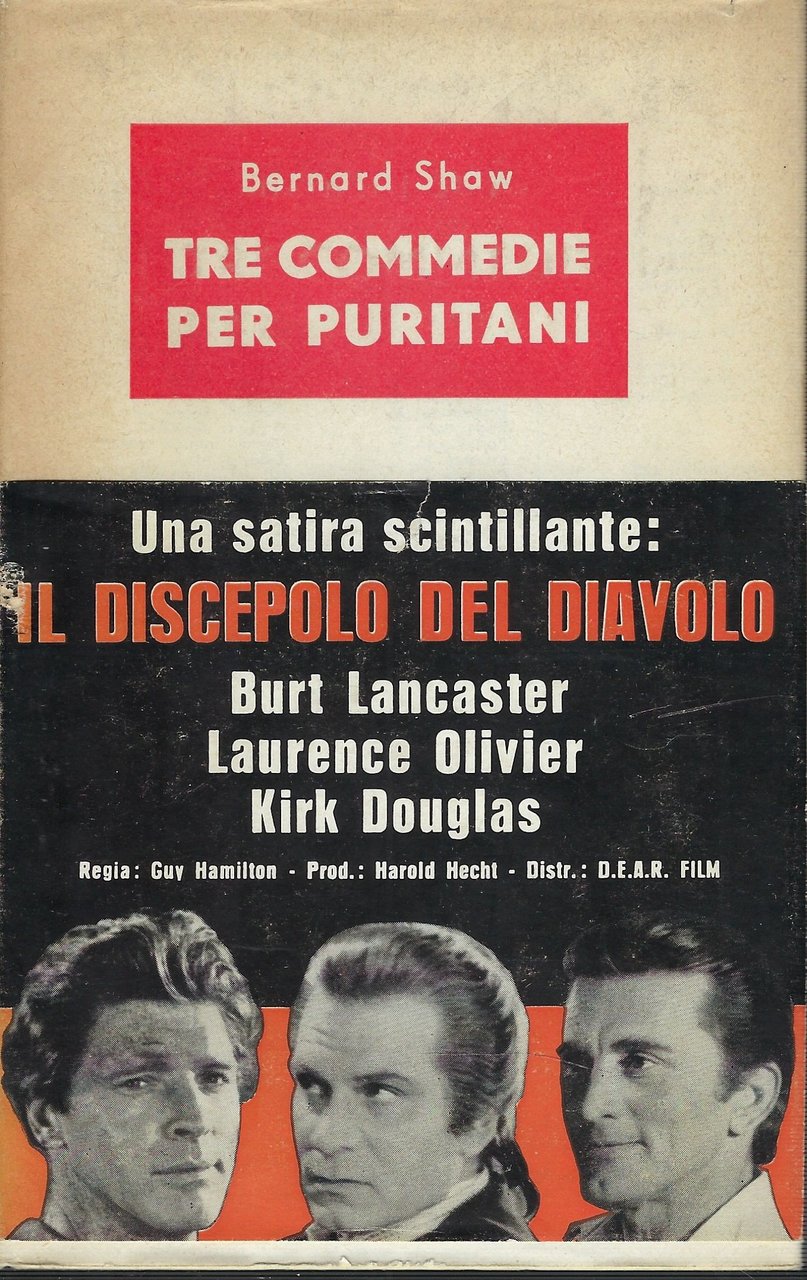 Bernard Shaw
TRE COMMEDIE
PER PURITANI
Una satira scintillante:
IL DISCEPOLO DEL DIAVOLO
Burt Lancaster
Laurence Olivier
Kirk Douglas
Regia: Guy Hamilton - Prod.: Harold Hecht - Distr.: D.E.A.R. FILM